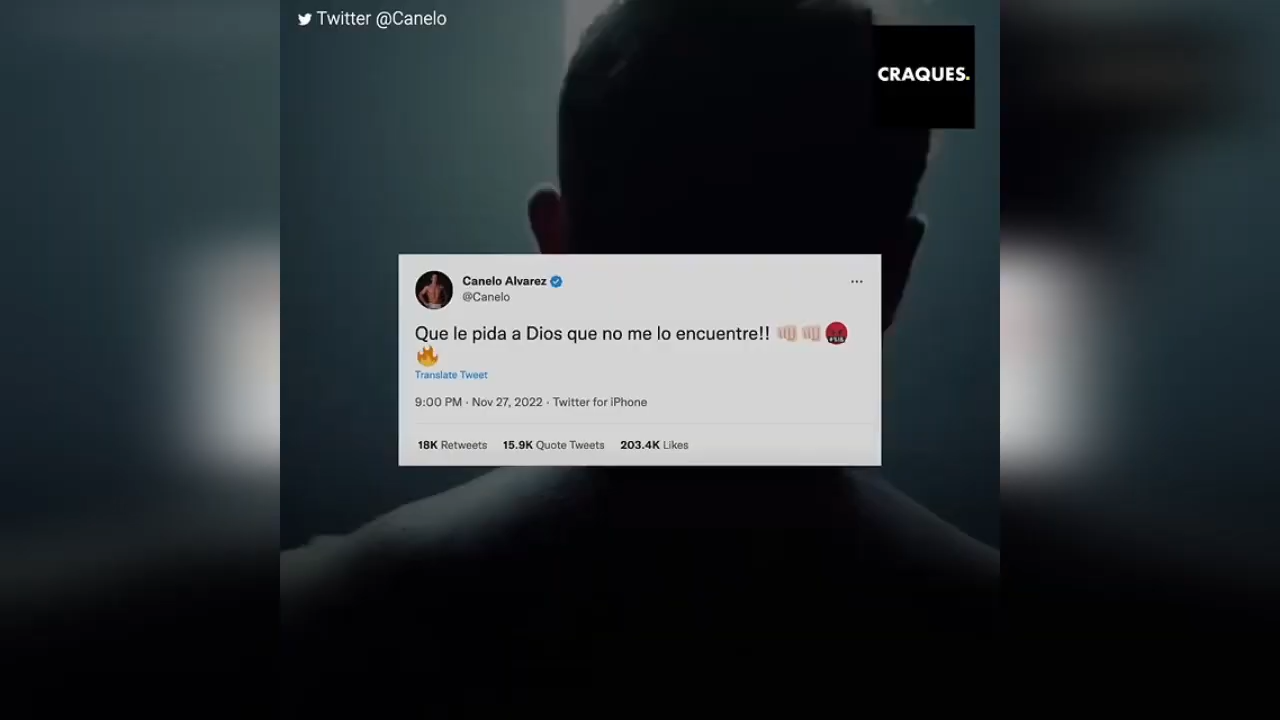 Twitter @Canelo
CRAQUES.
Canelo Alvarez
@Canelo
Que le pida a Dios que no me lo encuentre!! 👊🏻👊🏻🤬
🔥
Translate Tweet
9:00 PM · Nov 27, 2022 · Twitter for iPhone
18K Retweets 15.9K Quote Tweets 203.4K Likes